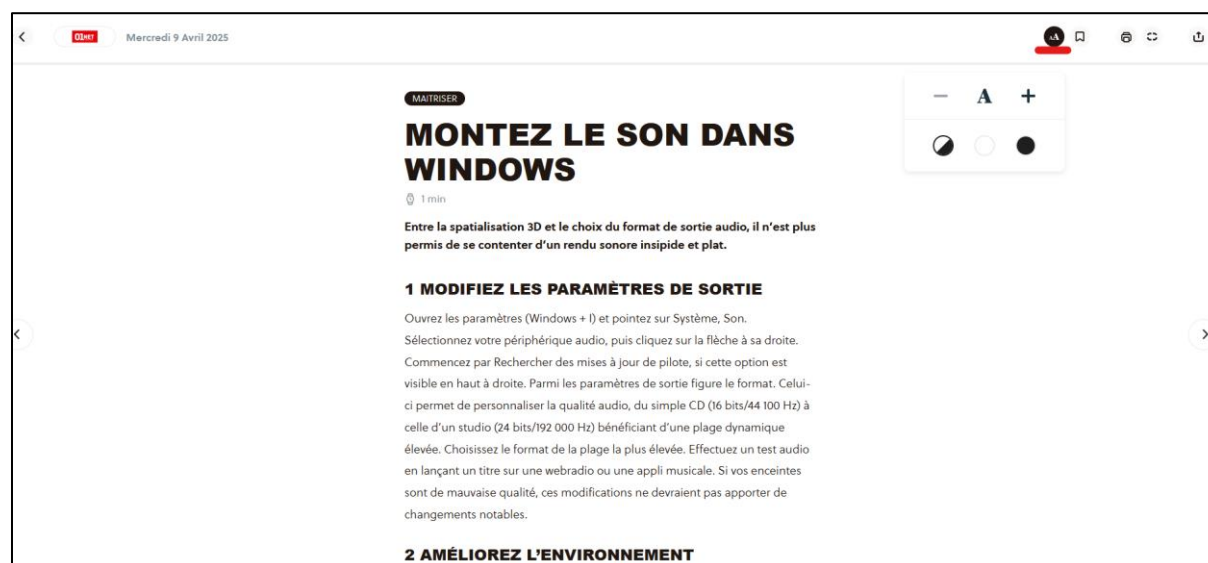 01NET
Mercredi 9 Avril 2025
AA
MAITRISER
A
MONTEZ LE SON DANS
WINDOWS
1 min
Entre la spatialisation 3D et le choix du format de sortie audio, il n'est plus
permis de se contenter d'un rendu sonore insipide et plat.
1 MODIFIEZ LES PARAMÈTRES DE SORTIE
Ouvrez les paramètres (Windows + I) et pointez sur Système, Son.
Sélectionnez votre périphérique audio, puis cliquez sur la flèche à sa droite.
Commencez par Rechercher des mises à jour de pilote, si cette option est
visible en haut à droite. Parmi les paramètres de sortie figure le format. Celui-
ci permet de personnaliser la qualité audio, du simple CD (16 bits/44 100 Hz) à
celle d'un studio (24 bits/192 000 Hz) bénéficiant d'une plage dynamique
élevée. Choisissez le format de la plage la plus élevée. Effectuez un test audio
en lançant un titre sur une webradio ou une appli musicale. Si vos enceintes
sont de mauvaise qualité, ces modifications ne devraient pas apporter de
changements notables.
2 AMÉLIOREZ L'ENVIRONNEMENT